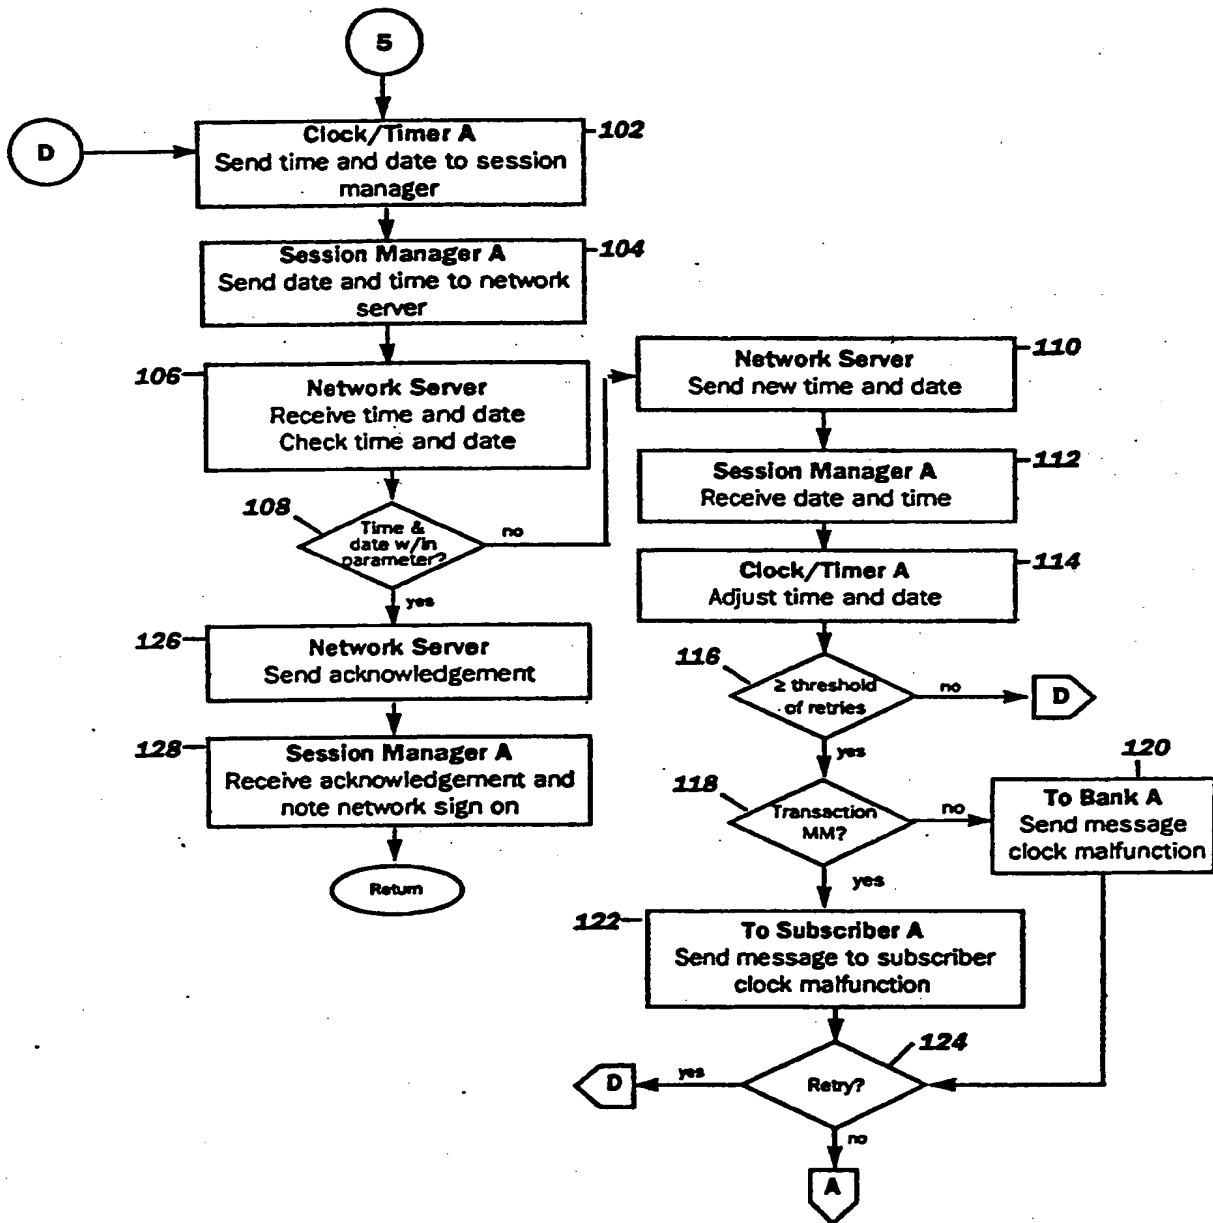 5
D
Clock/Timer A
Send time and date to session
manager
102
Session Manager A
Send date and time to network
server
104
106
Network Server
Receive time and date
Check time and date
108
Time &
date w/in
parameter?
no
yes
126
Network Server
Send acknowledgement
128
Session Manager A
Receive acknowledgement and
note network sign on
Return
Network Server
Send new time and date
110
Session Manager A
Receive date and time
112
Clock/Timer A
Adjust time and date
114
116
≥ threshold
of retries
no
D
yes
118
Transaction
MM?
no
120
To Bank A
Send message
clock malfunction
yes
122
To Subscriber A
Send message to subscriber
clock malfunction
124
Retry?
yes
D
no
A